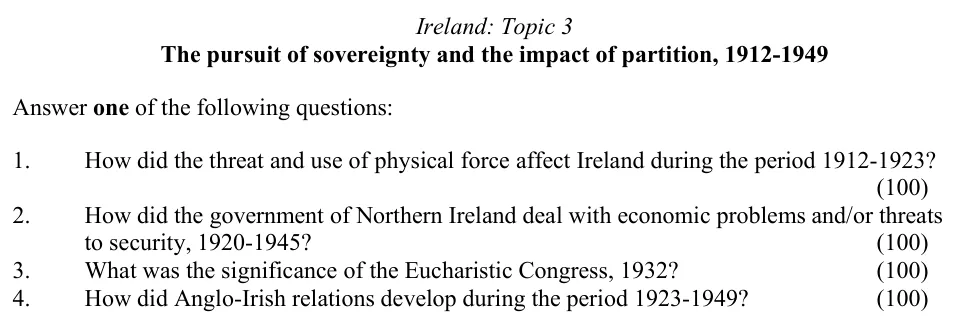 Ireland: Topic 3
The pursuit of sovereignty and the impact of partition, 1912-1949
Answer one of the following questions:
1. How did the threat and use of physical force affect Ireland during the period 1912-1923?
(100)
2. How did the government of Northern Ireland deal with economic problems and/or threats
to security, 1920-1945? (100)
3. What was the significance of the Eucharistic Congress, 1932? (100)
4. How did Anglo-Irish relations develop during the period 1923-1949? (100)